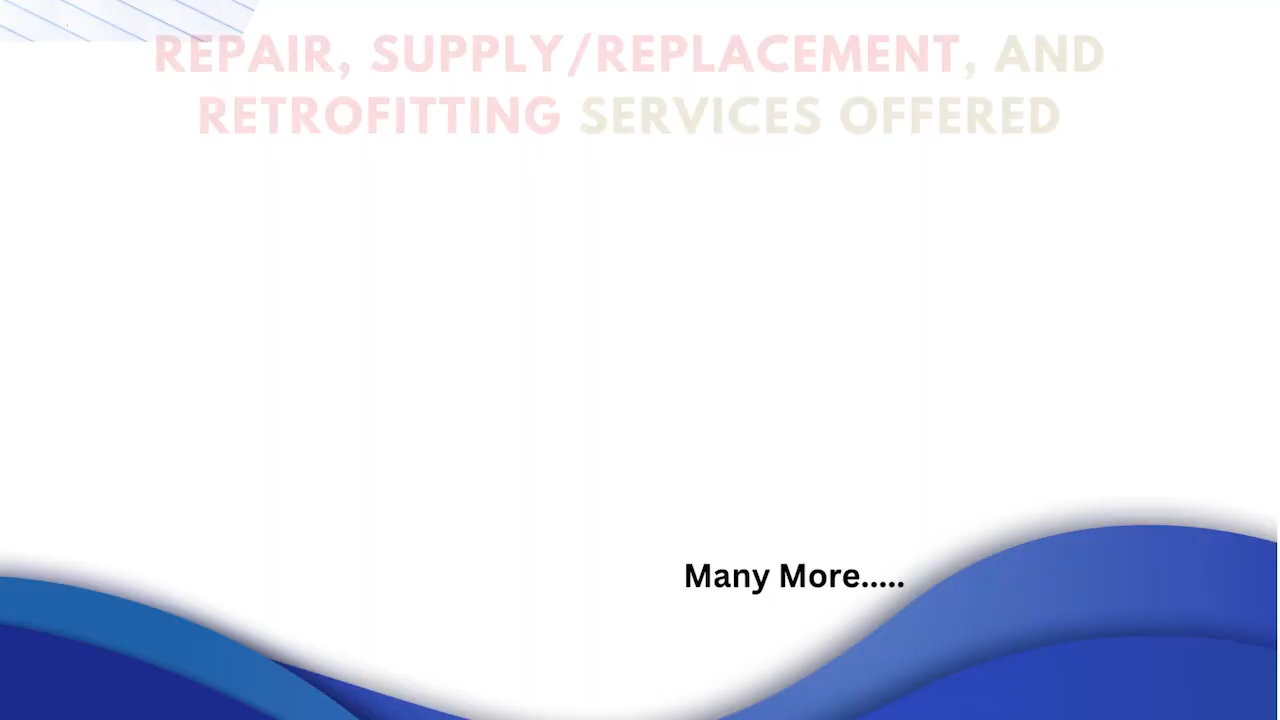 REPAIR, SUPPLY/REPLACEMENT, AND
RETROFITTING SERVICES OFFERED
Many More.....